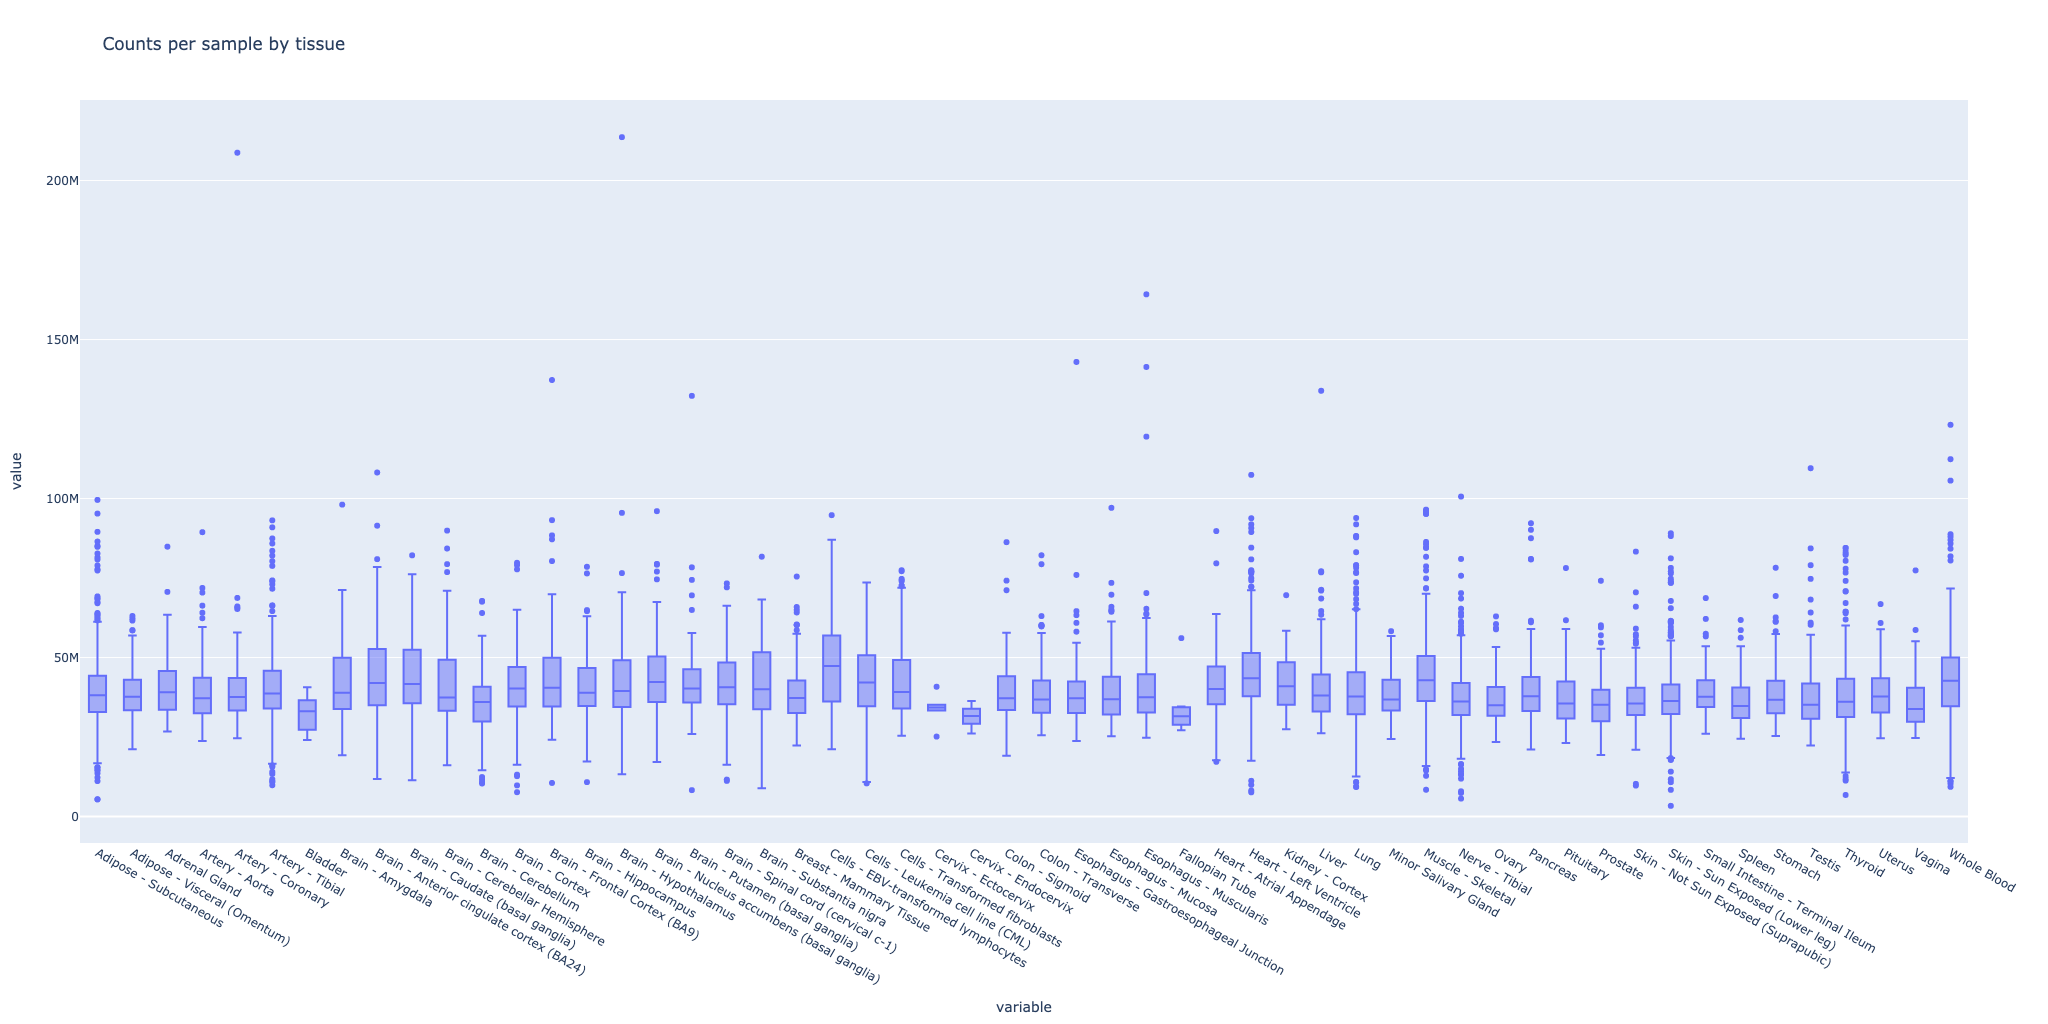 Counts per sample by tissue
200M
150M
100M
50M
0
value
Adipose - Subcutaneous
Adipose - Visceral (Omentum)
Adrenal Gland
Artery - Aorta
Artery - Coronary
Artery - Tibial
Bladder
Brain - Amygdala
Brain - Anterior cingulate cortex (BA24)
Brain - Caudate (basal ganglia)
Brain - Cerebellar Hemisphere
Brain - Cerebellum
Brain - Cortex
Brain - Frontal Cortex (BA9)
Brain - Hippocampus
Brain - Hypothalamus
Brain - Nucleus accumbens (basal ganglia)
Brain - Putamen (basal ganglia)
Brain - Spinal cord (cervical c-1)
Brain - Substantia nigra
Breast - Mammary Tissue
Cells - EBV-transformed lymphocytes
Cells - Leukemia cell line (CML)
Cells - Transformed fibroblasts
Cervix - Ectocervix
Cervix - Endocervix
Colon - Sigmoid
Colon - Transverse
Esophagus - Gastroesophageal Junction
Esophagus - Mucosa
Esophagus - Muscularis
Fallopian Tube
Heart - Atrial Appendage
Heart - Left Ventricle
Kidney - Cortex
Liver
Lung
Minor Salivary Gland
Muscle - Skeletal
Nerve - Tibial
Ovary
Pancreas
Pituitary
Prostate
Skin - Not Sun Exposed (Suprapubic)
Skin - Sun Exposed (Lower leg)
Small Intestine - Terminal Ileum
Spleen
Stomach
Testis
Thyroid
Uterus
Vagina
Whole Blood
variable